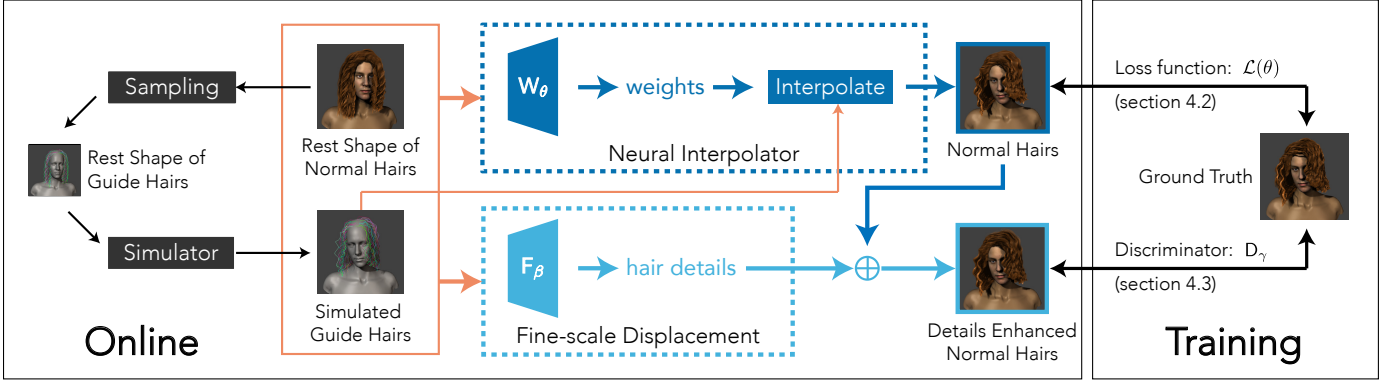 Sampling
Rest Shape of
Guide Hairs
Simulator
Online
Rest Shape of
Normal Hairs
Simulated
Guide Hairs
Wθ
weights
Interpolate
Neural Interpolator
Fβ
hair details
Fine-scale Displacement
Normal Hairs
Details Enhanced
Normal Hairs
Loss function: ℒ(θ)
(section 4.2)
Ground Truth
Discriminator: Dγ
(section 4.3)
Training